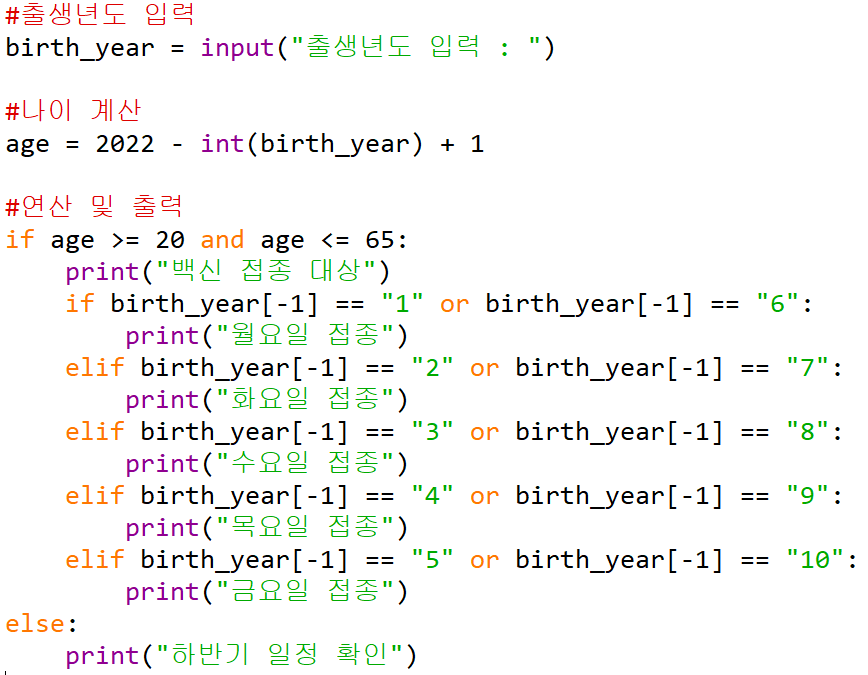 #출생년도 입력
birth_year = input("출생년도 입력 : ")
#나이 계산
age = 2022 - int(birth_year) + 1
#연산 및 출력
if age >= 20 and age <= 65:
    print("백신 접종 대상")
    if birth_year[-1] == "1" or birth_year[-1] == "6":
        print("월요일 접종")
    elif birth_year[-1] == "2" or birth_year[-1] == "7":
        print("화요일 접종")
    elif birth_year[-1] == "3" or birth_year[-1] == "8":
        print("수요일 접종")
    elif birth_year[-1] == "4" or birth_year[-1] == "9":
        print("목요일 접종")
    elif birth_year[-1] == "5" or birth_year[-1] == "10":
        print("금요일 접종")
else:
    print("하반기 일정 확인")